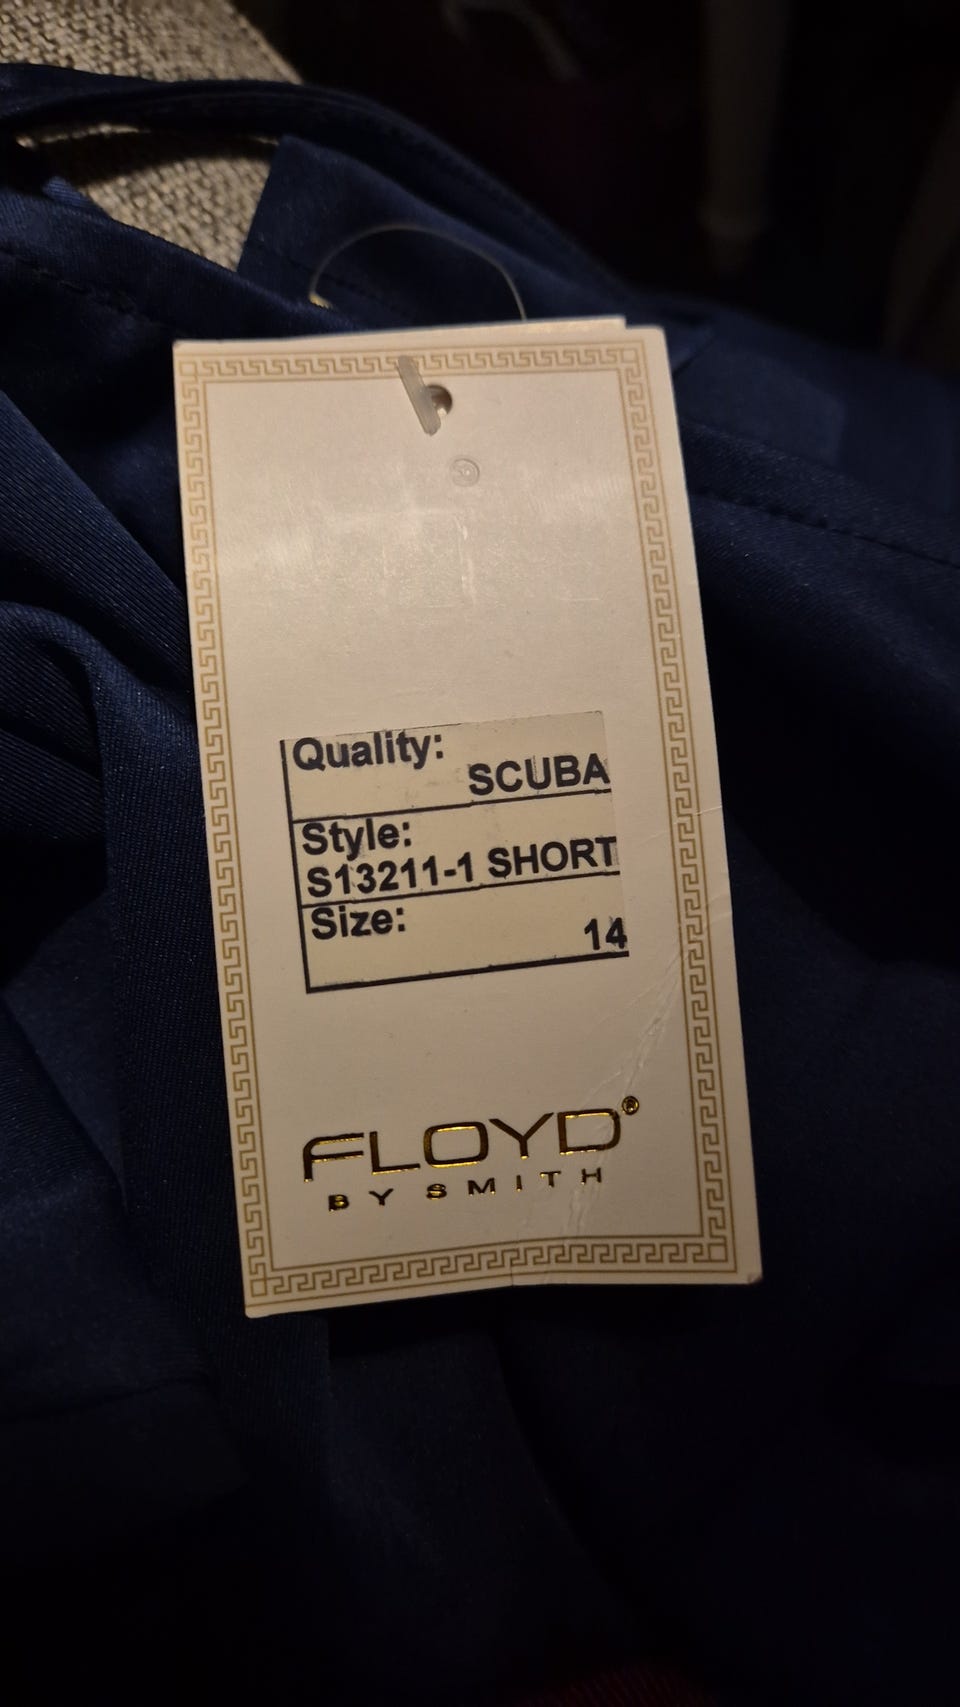 Quality:
SCUBA
Style:
S13211-1 SHORT
Size:
14
FLOYD®
BY SMITH